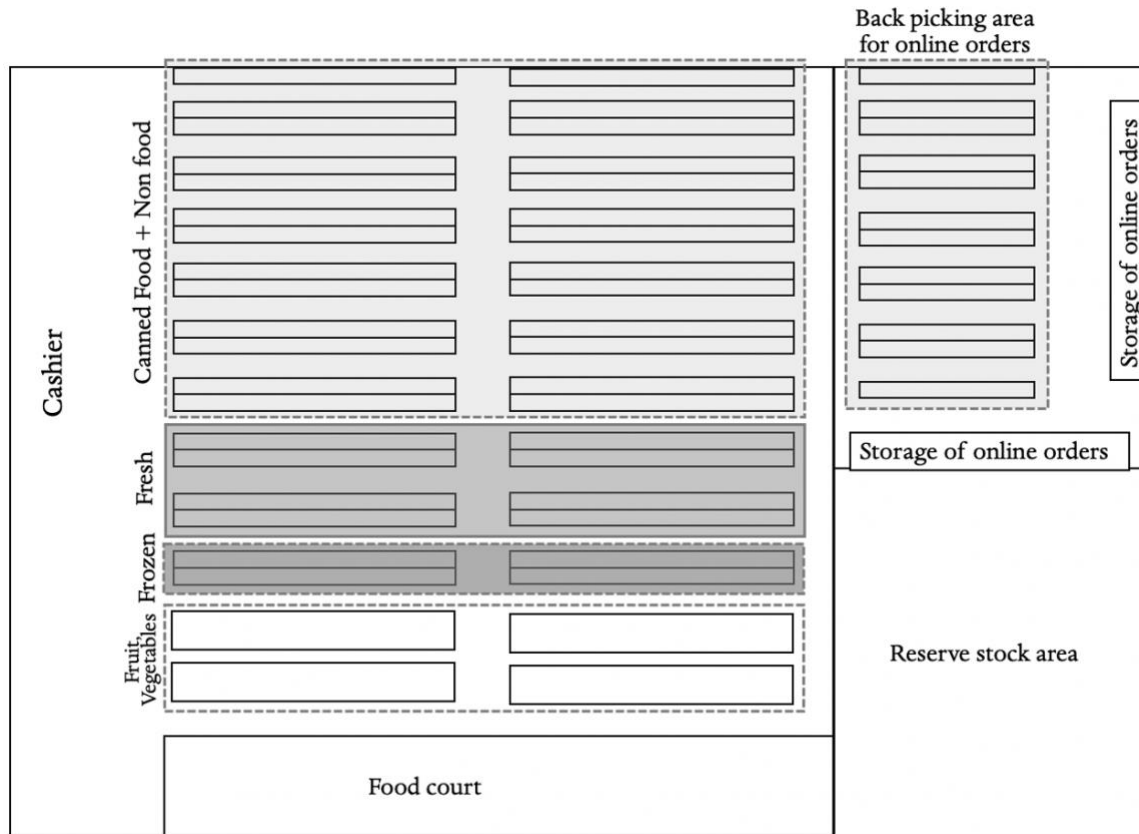 Back picking area
for online orders
Canned Food + Non food
Storage of online orders
Cashier
Storage of online orders
Fresh
Frozen
Fruit,
Vegetables
Reserve stock area
Food court